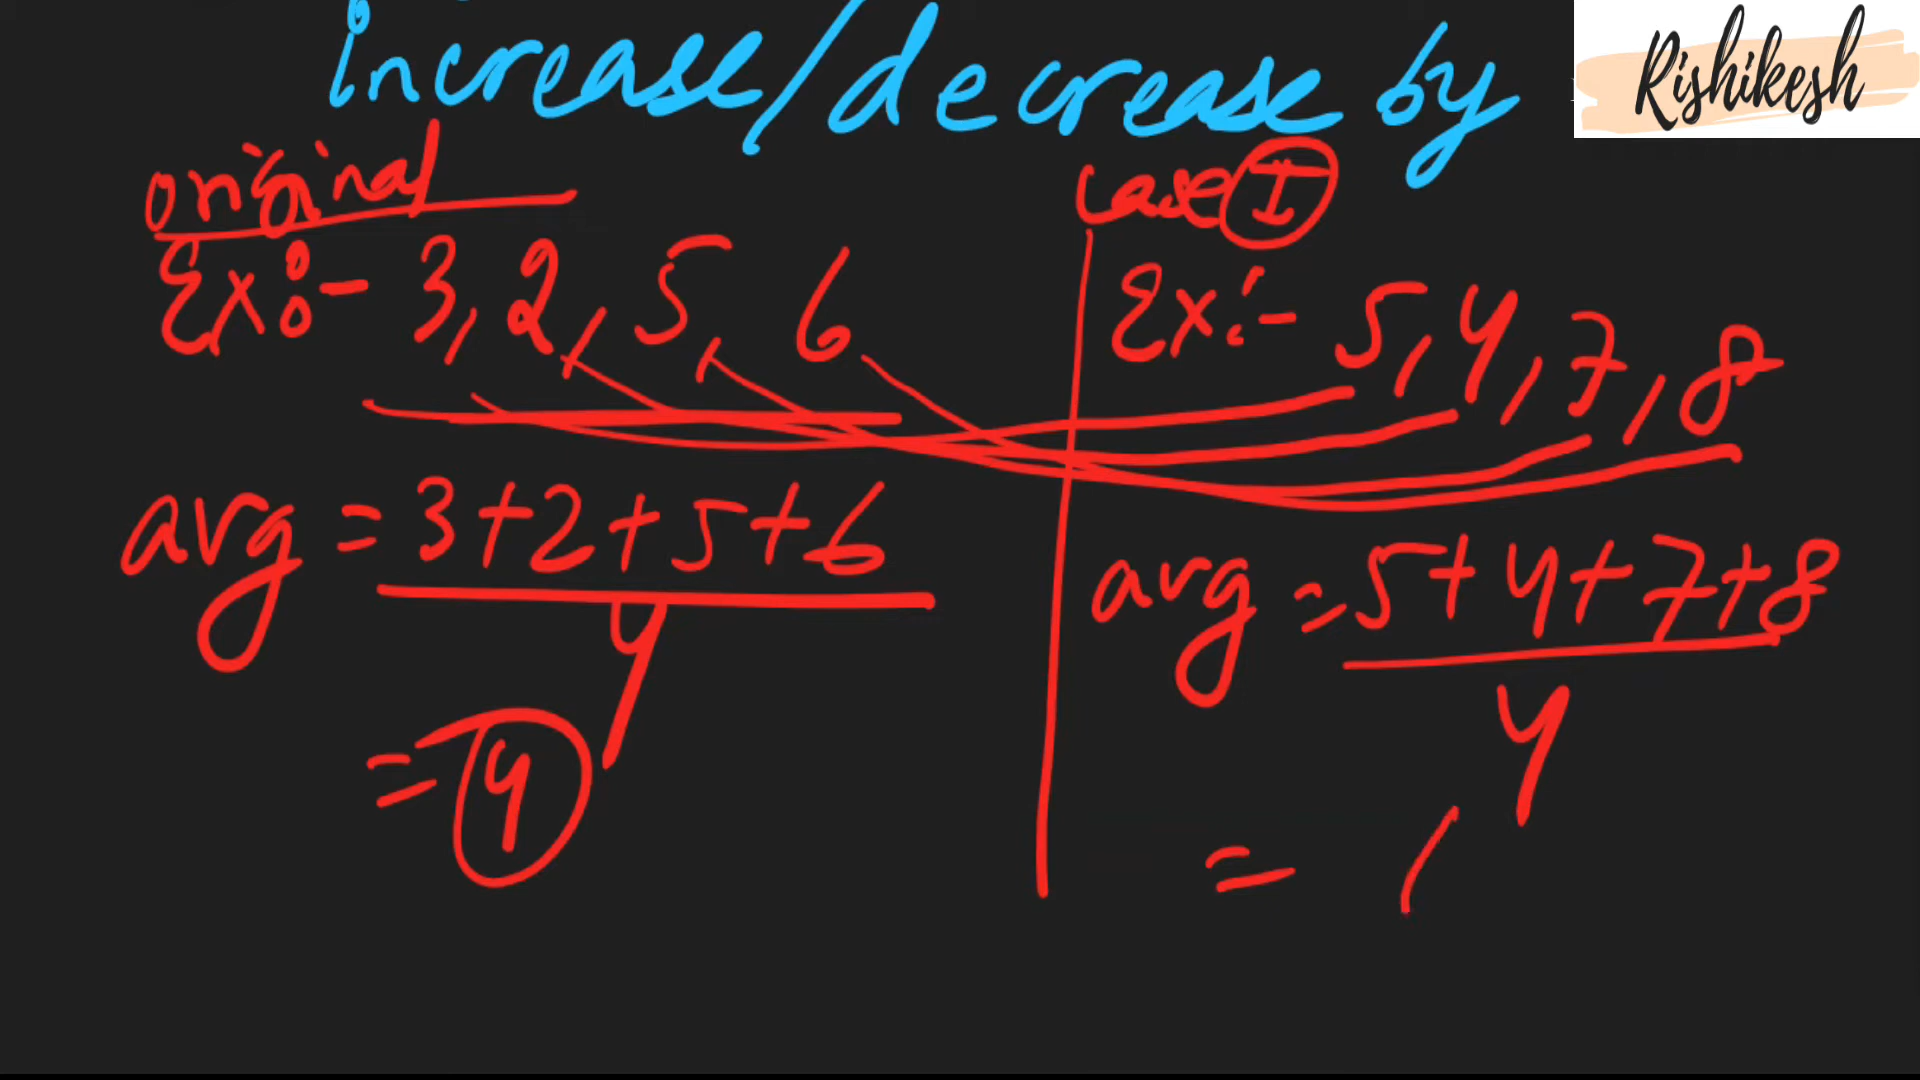 increase/decrease by
Rishikesh
original
Ex:- 3, 2, 5, 6
avg = 3+2+5+6
4
= 4
case I
Ex:- 5, 4, 7, 8
avg = 5+4+7+8
4
=